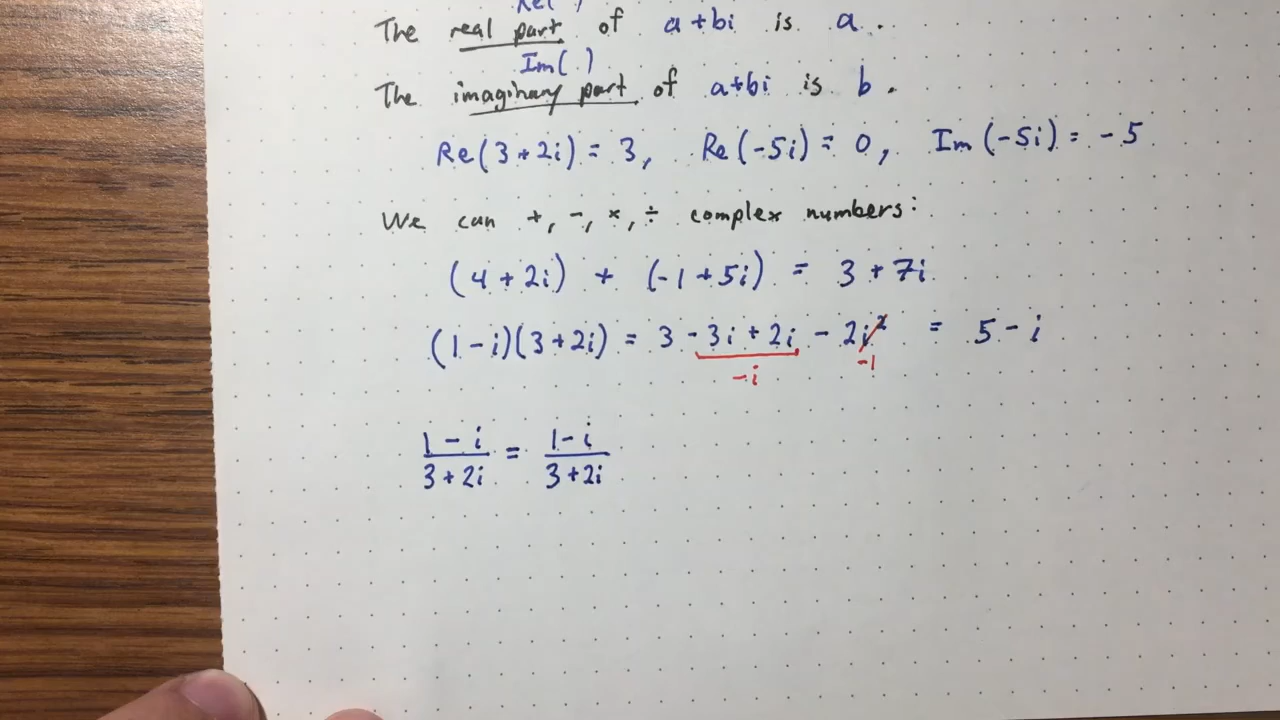 Re( )
The real part of a+bi is a.
Im( )
The imaginary part of a+bi is b.
Re(3+2i) = 3, Re(-5i) = 0, Im(-5i) = -5
We can +, -, ×, ÷ complex numbers:
(4+2i) + (-1+5i) = 3+7i
(1-i)(3+2i) = 3 -3i + 2i - 2i² = 5-i
-i -1
1-i / 3+2i = 1-i / 3+2i